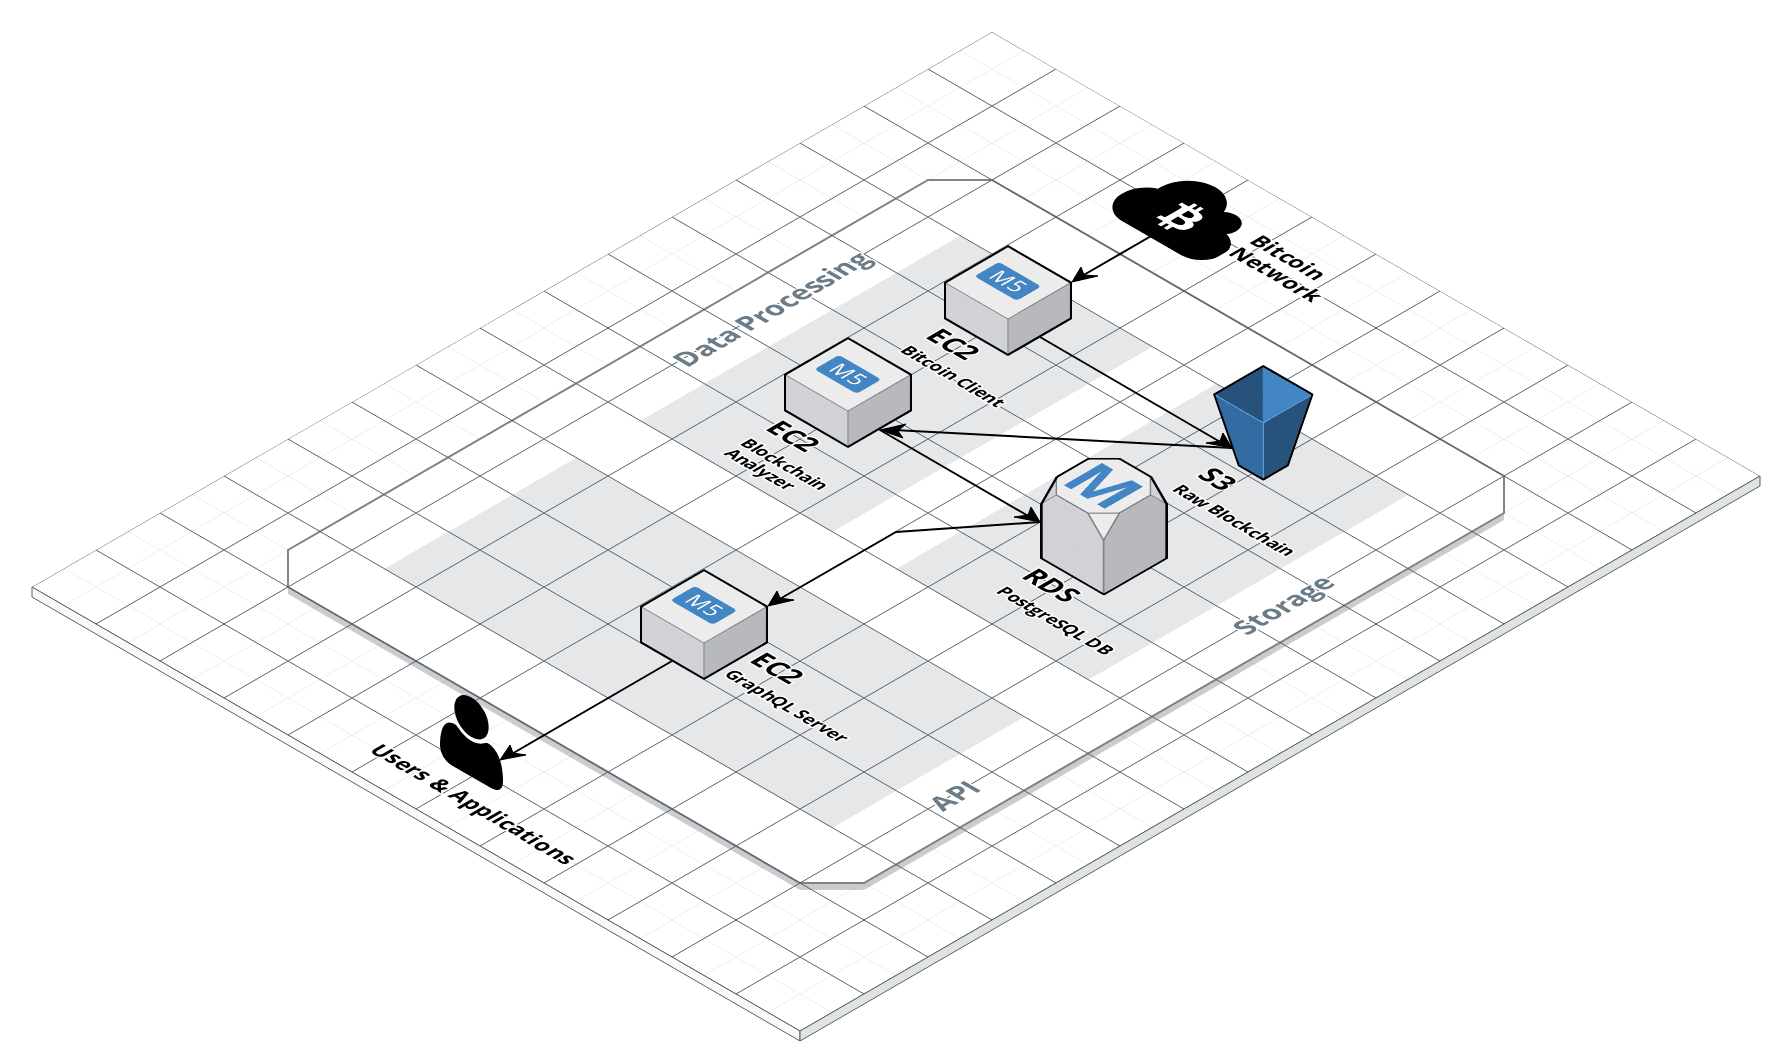 Bitcoin
Network
Data Processing
M5
EC2
Bitcoin Client
M5
EC2
Blockchain
Analyzer
S3
Raw Blockchain
M
RDS
PostgreSQL DB
Storage
M5
EC2
GraphQL Server
API
Users & Applications